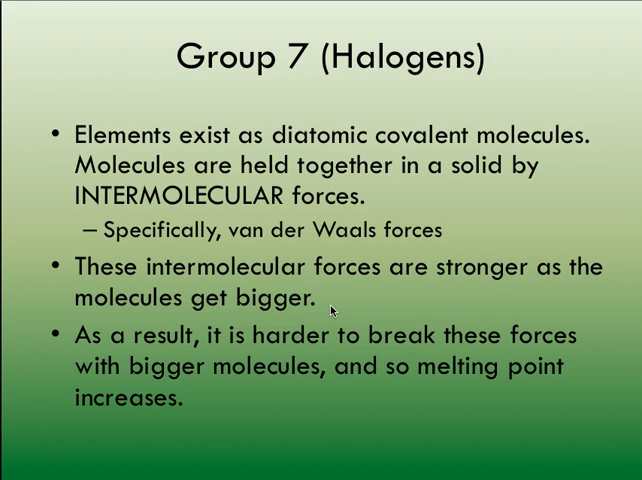 Group 7 (Halogens)
• Elements exist as diatomic covalent molecules.
Molecules are held together in a solid by
INTERMOLECULAR forces.
– Specifically, van der Waals forces
• These intermolecular forces are stronger as the
molecules get bigger.
• As a result, it is harder to break these forces
with bigger molecules, and so melting point
increases.